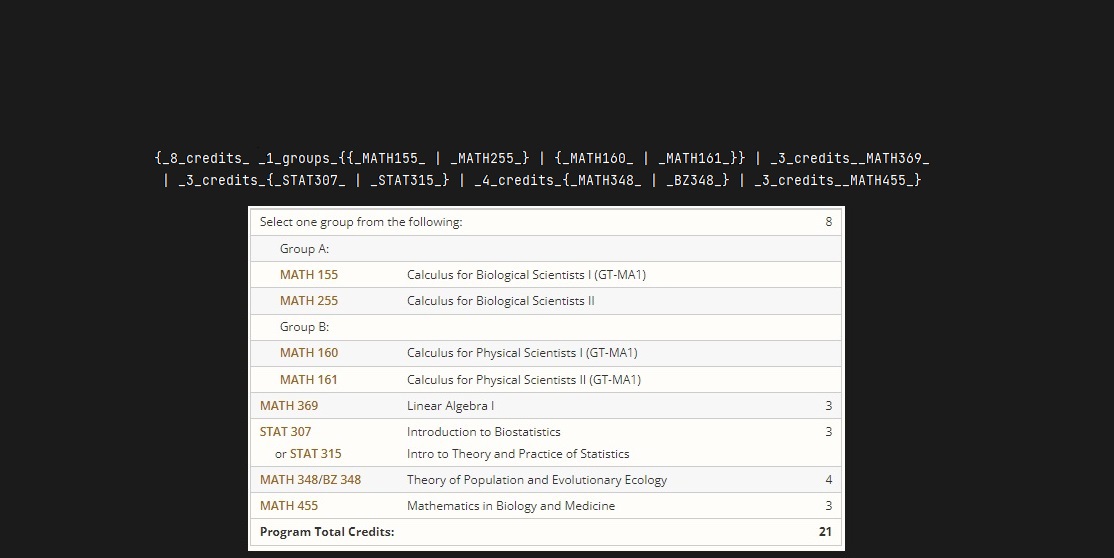 {_8_credits_ _1_groups_{{_MATH155_ | _MATH255_} | {_MATH160_ | _MATH161_}} | _3_credits__MATH369_
| _3_credits_{_STAT307_ | _STAT315_} | _4_credits_{_MATH348_ | _BZ348_} | _3_credits__MATH455_}
Select one group from the following: 8
Group A:
MATH 155 Calculus for Biological Scientists I (GT-MA1)
MATH 255 Calculus for Biological Scientists II
Group B:
MATH 160 Calculus for Physical Scientists I (GT-MA1)
MATH 161 Calculus for Physical Scientists II (GT-MA1)
MATH 369 Linear Algebra I 3
STAT 307 Introduction to Biostatistics 3
or STAT 315 Intro to Theory and Practice of Statistics
MATH 348/BZ 348 Theory of Population and Evolutionary Ecology 4
MATH 455 Mathematics in Biology and Medicine 3
Program Total Credits: 21